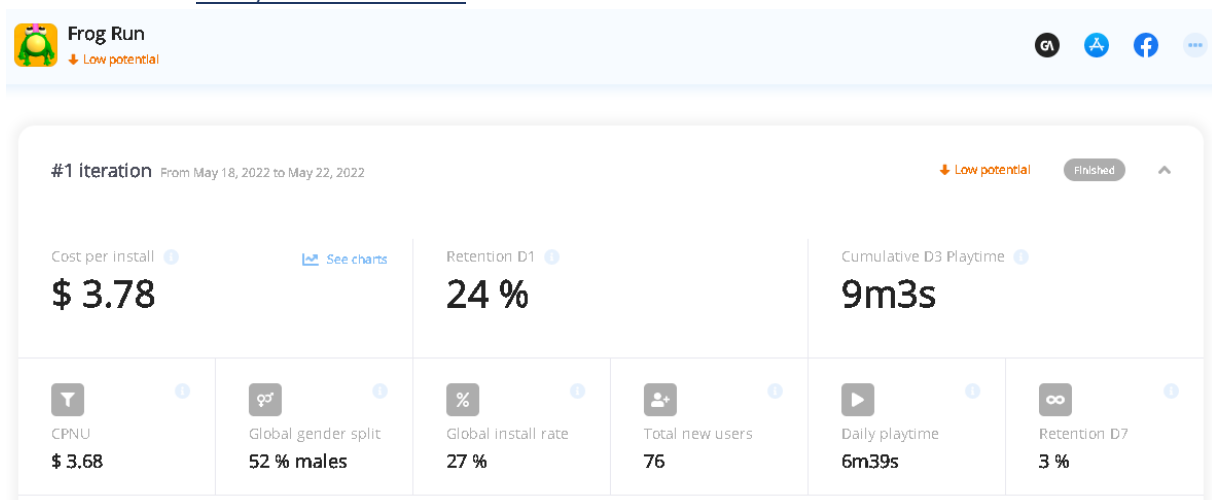 Frog Run
Low potential
GA
#1 iteration From May 18, 2022 to May 22, 2022
Low potential
Finished
Cost per install
See charts
Retention D1
Cumulative D3 Playtime
$ 3.78
24 %
9m3s
CPNU
Global gender split
Global install rate
Total new users
Daily playtime
Retention D7
$ 3.68
52 % males
27 %
76
6m39s
3 %